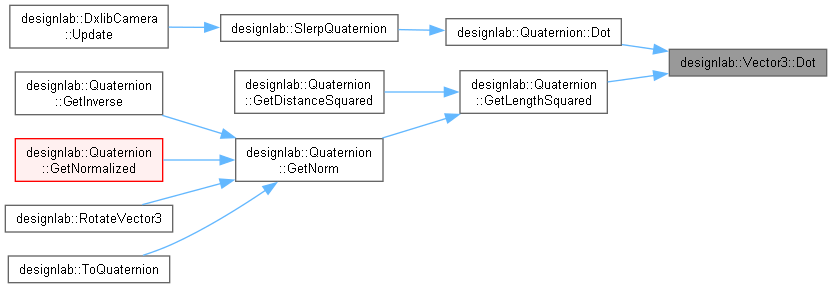 designlab::DxlibCamera
::Update
designlab::SlerpQuaternion
designlab::Quaternion::Dot
designlab::Vector3::Dot
designlab::Quaternion
::GetInverse
designlab::Quaternion
::GetDistanceSquared
designlab::Quaternion
::GetLengthSquared
designlab::Quaternion
::GetNormalized
designlab::Quaternion
::GetNorm
designlab::RotateVector3
designlab::ToQuaternion